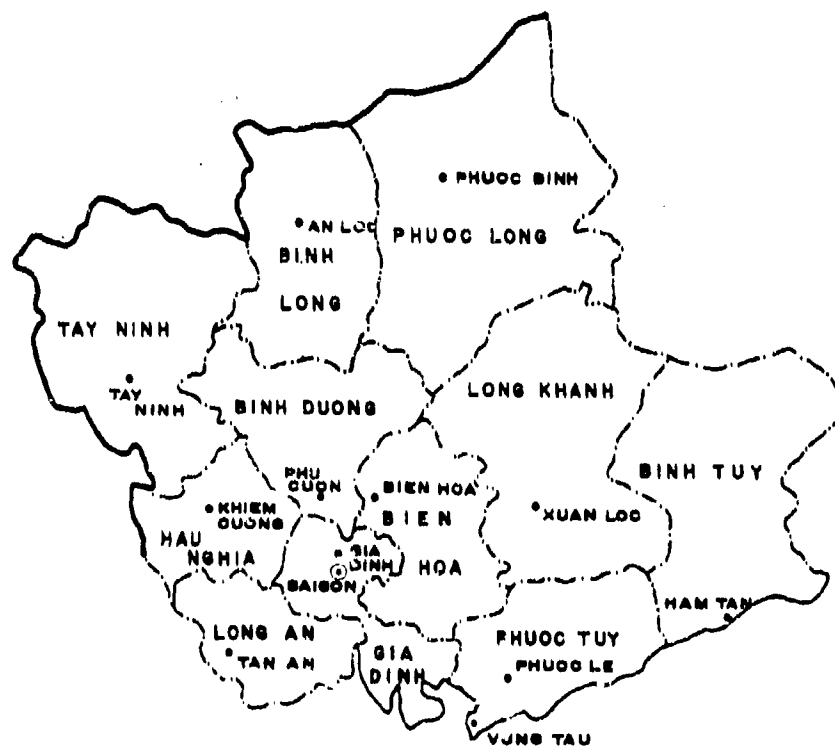 PHUOC BINH
AN LOC
PHUOC LONG
BINH
LONG
TAY NINH
TAY
NINH
BINH DUONG
LONG KHANH
BINH TUY
PHU
CUON
BIEN HOA
BIEN
HOA
KHIEM
CUONG
HAU
NGHIA
XUAN LOC
GIA
DINH
SAIGON
HAM TAN
LONG AN
TAN AN
GIA
DINH
PHUOC TUY
PHUOC LE
VUNG TAU